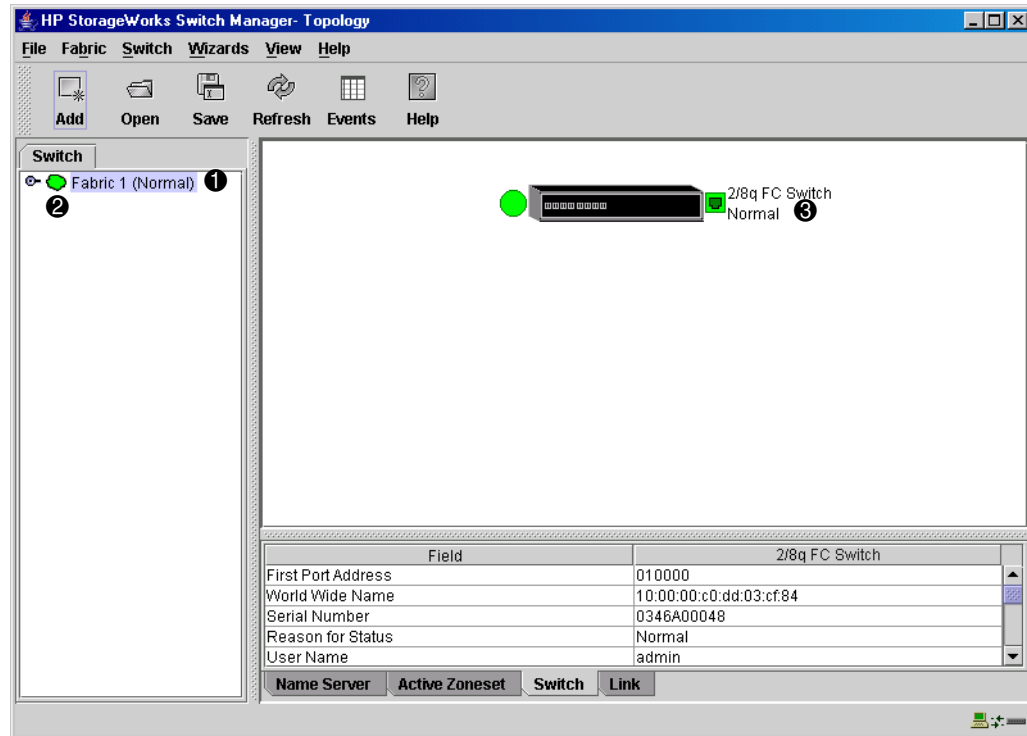 HP StorageWorks Switch Manager- Topology
File Fabric Switch Wizards View Help
Add Open Save Refresh Events Help
Switch
Fabric 1 (Normal) 1
2
2/8q FC Switch
Normal 3
Field 2/8q FC Switch
First Port Address 010000
World Wide Name 10:00:00:c0:dd:03:cf:84
Serial Number 0346A00048
Reason for Status Normal
User Name admin
Name Server Active Zoneset Switch Link